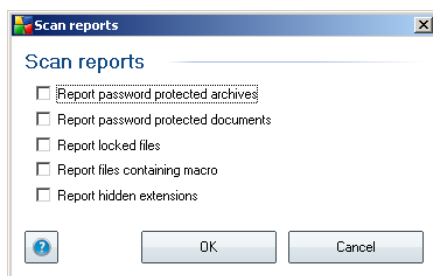 Scan reports
Scan reports
Report password protected archives
Report password protected documents
Report locked files
Report files containing macro
Report hidden extensions
? OK Cancel